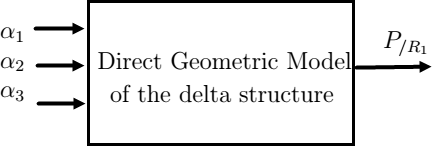 α₁
α₂
α₃
Direct Geometric Model
of the delta structure
P/R₁